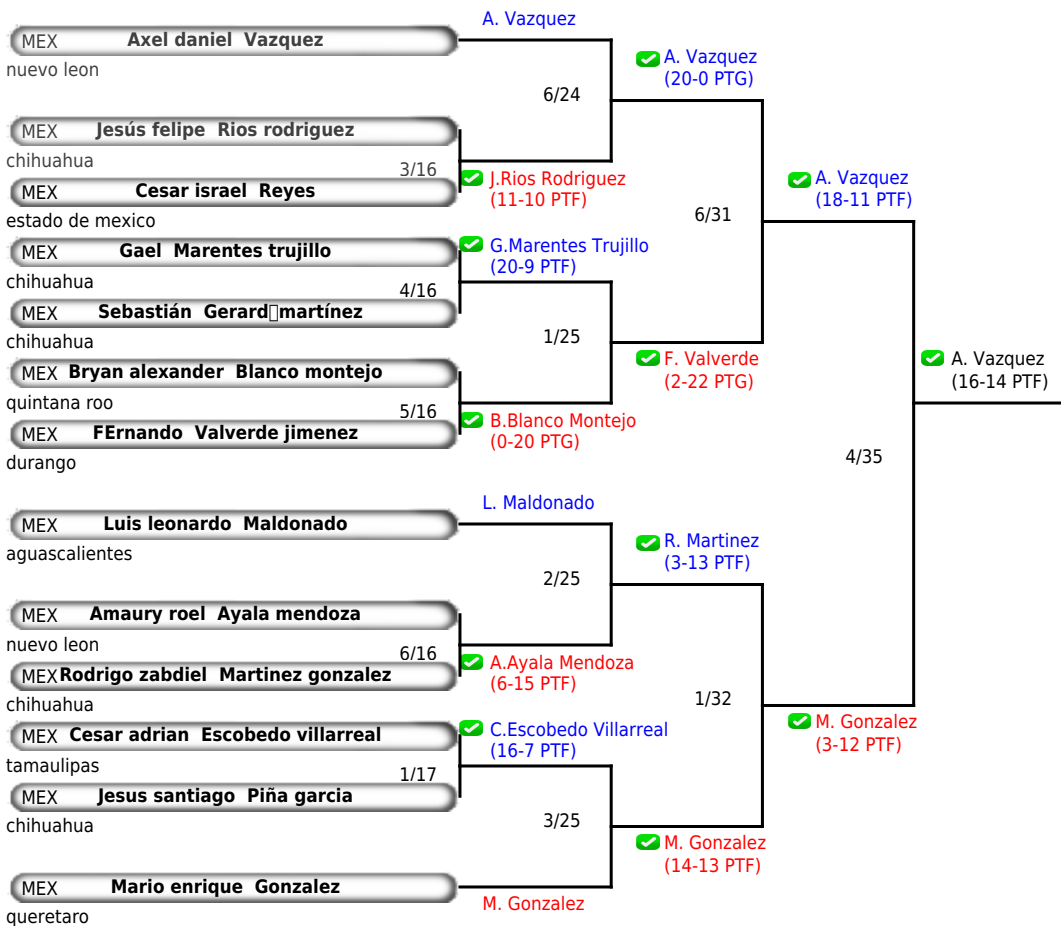 A. Vazquez
MEX Axel daniel Vazquez
nuevo leon
A. Vazquez
(20-0 PTG)
6/24
MEX Jesús felipe Rios rodriguez
chihuahua
3/16
J.Rios Rodriguez
(11-10 PTF)
A. Vazquez
(18-11 PTF)
MEX Cesar israel Reyes
estado de mexico
6/31
MEX Gael Marentes trujillo
G.Marentes Trujillo
(20-9 PTF)
chihuahua
4/16
MEX Sebastián Gerard▯martínez
chihuahua
1/25
F. Valverde
(2-22 PTG)
A. Vazquez
(16-14 PTF)
MEX Bryan alexander Blanco montejo
quintana roo
5/16
B.Blanco Montejo
(0-20 PTG)
MEX FErnando Valverde jimenez
durango
4/35
L. Maldonado
MEX Luis leonardo Maldonado
aguascalientes
R. Martinez
(3-13 PTF)
2/25
MEX Amaury roel Ayala mendoza
nuevo leon
6/16
A.Ayala Mendoza
(6-15 PTF)
MEX Rodrigo zabdiel Martinez gonzalez
chihuahua
1/32
M. Gonzalez
(3-12 PTF)
MEX Cesar adrian Escobedo villarreal
C.Escobedo Villarreal
(16-7 PTF)
tamaulipas
1/17
MEX Jesus santiago Piña garcia
chihuahua
3/25
M. Gonzalez
(14-13 PTF)
MEX Mario enrique Gonzalez
M. Gonzalez
queretaro